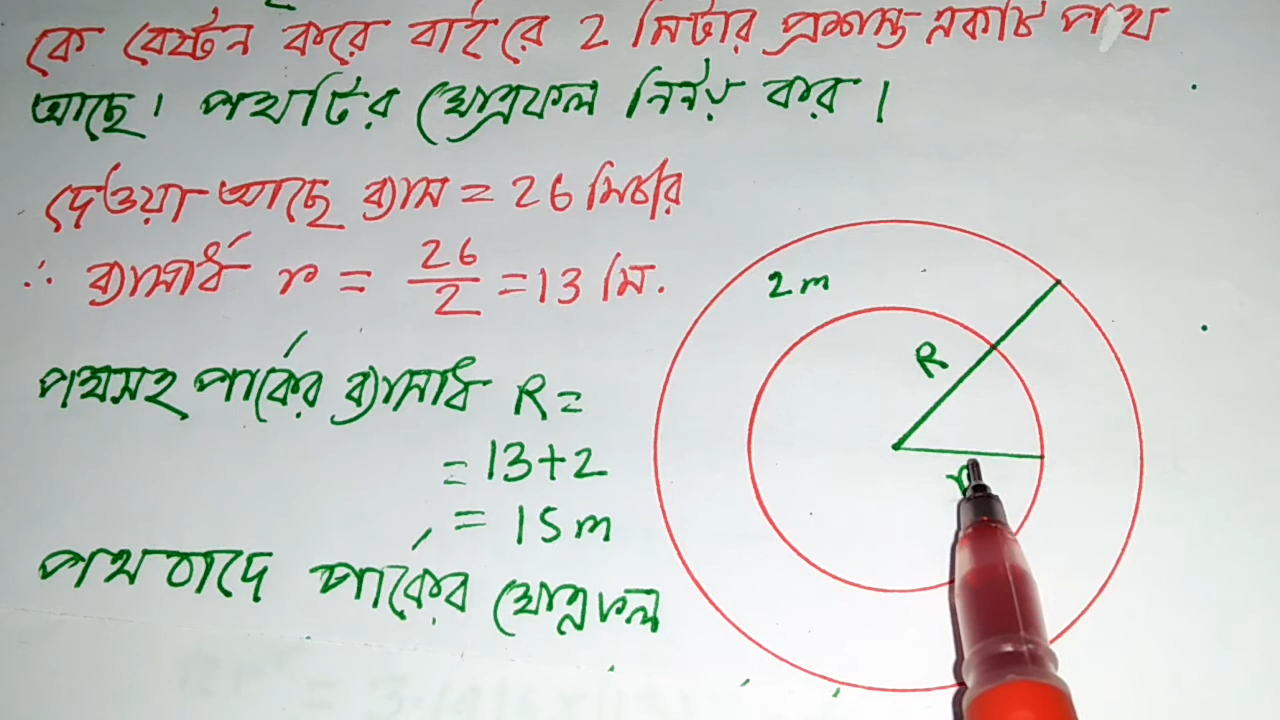 কে বেষ্টন করে বাইরে 2 মিটার প্রশস্ত একটি পথ
আছে। পথটির ক্ষেত্রফল নির্নয় কর।
দেওয়া আছে ব্যাস = 26 মিটার
∴ ব্যাসার্ধ r = 26/2 = 13 মি.
2m
R
পথসহ পার্কের ব্যাসার্ধ R =
= 13+2
r
= 15m
পথ বাদে পার্কের ক্ষেত্রফল